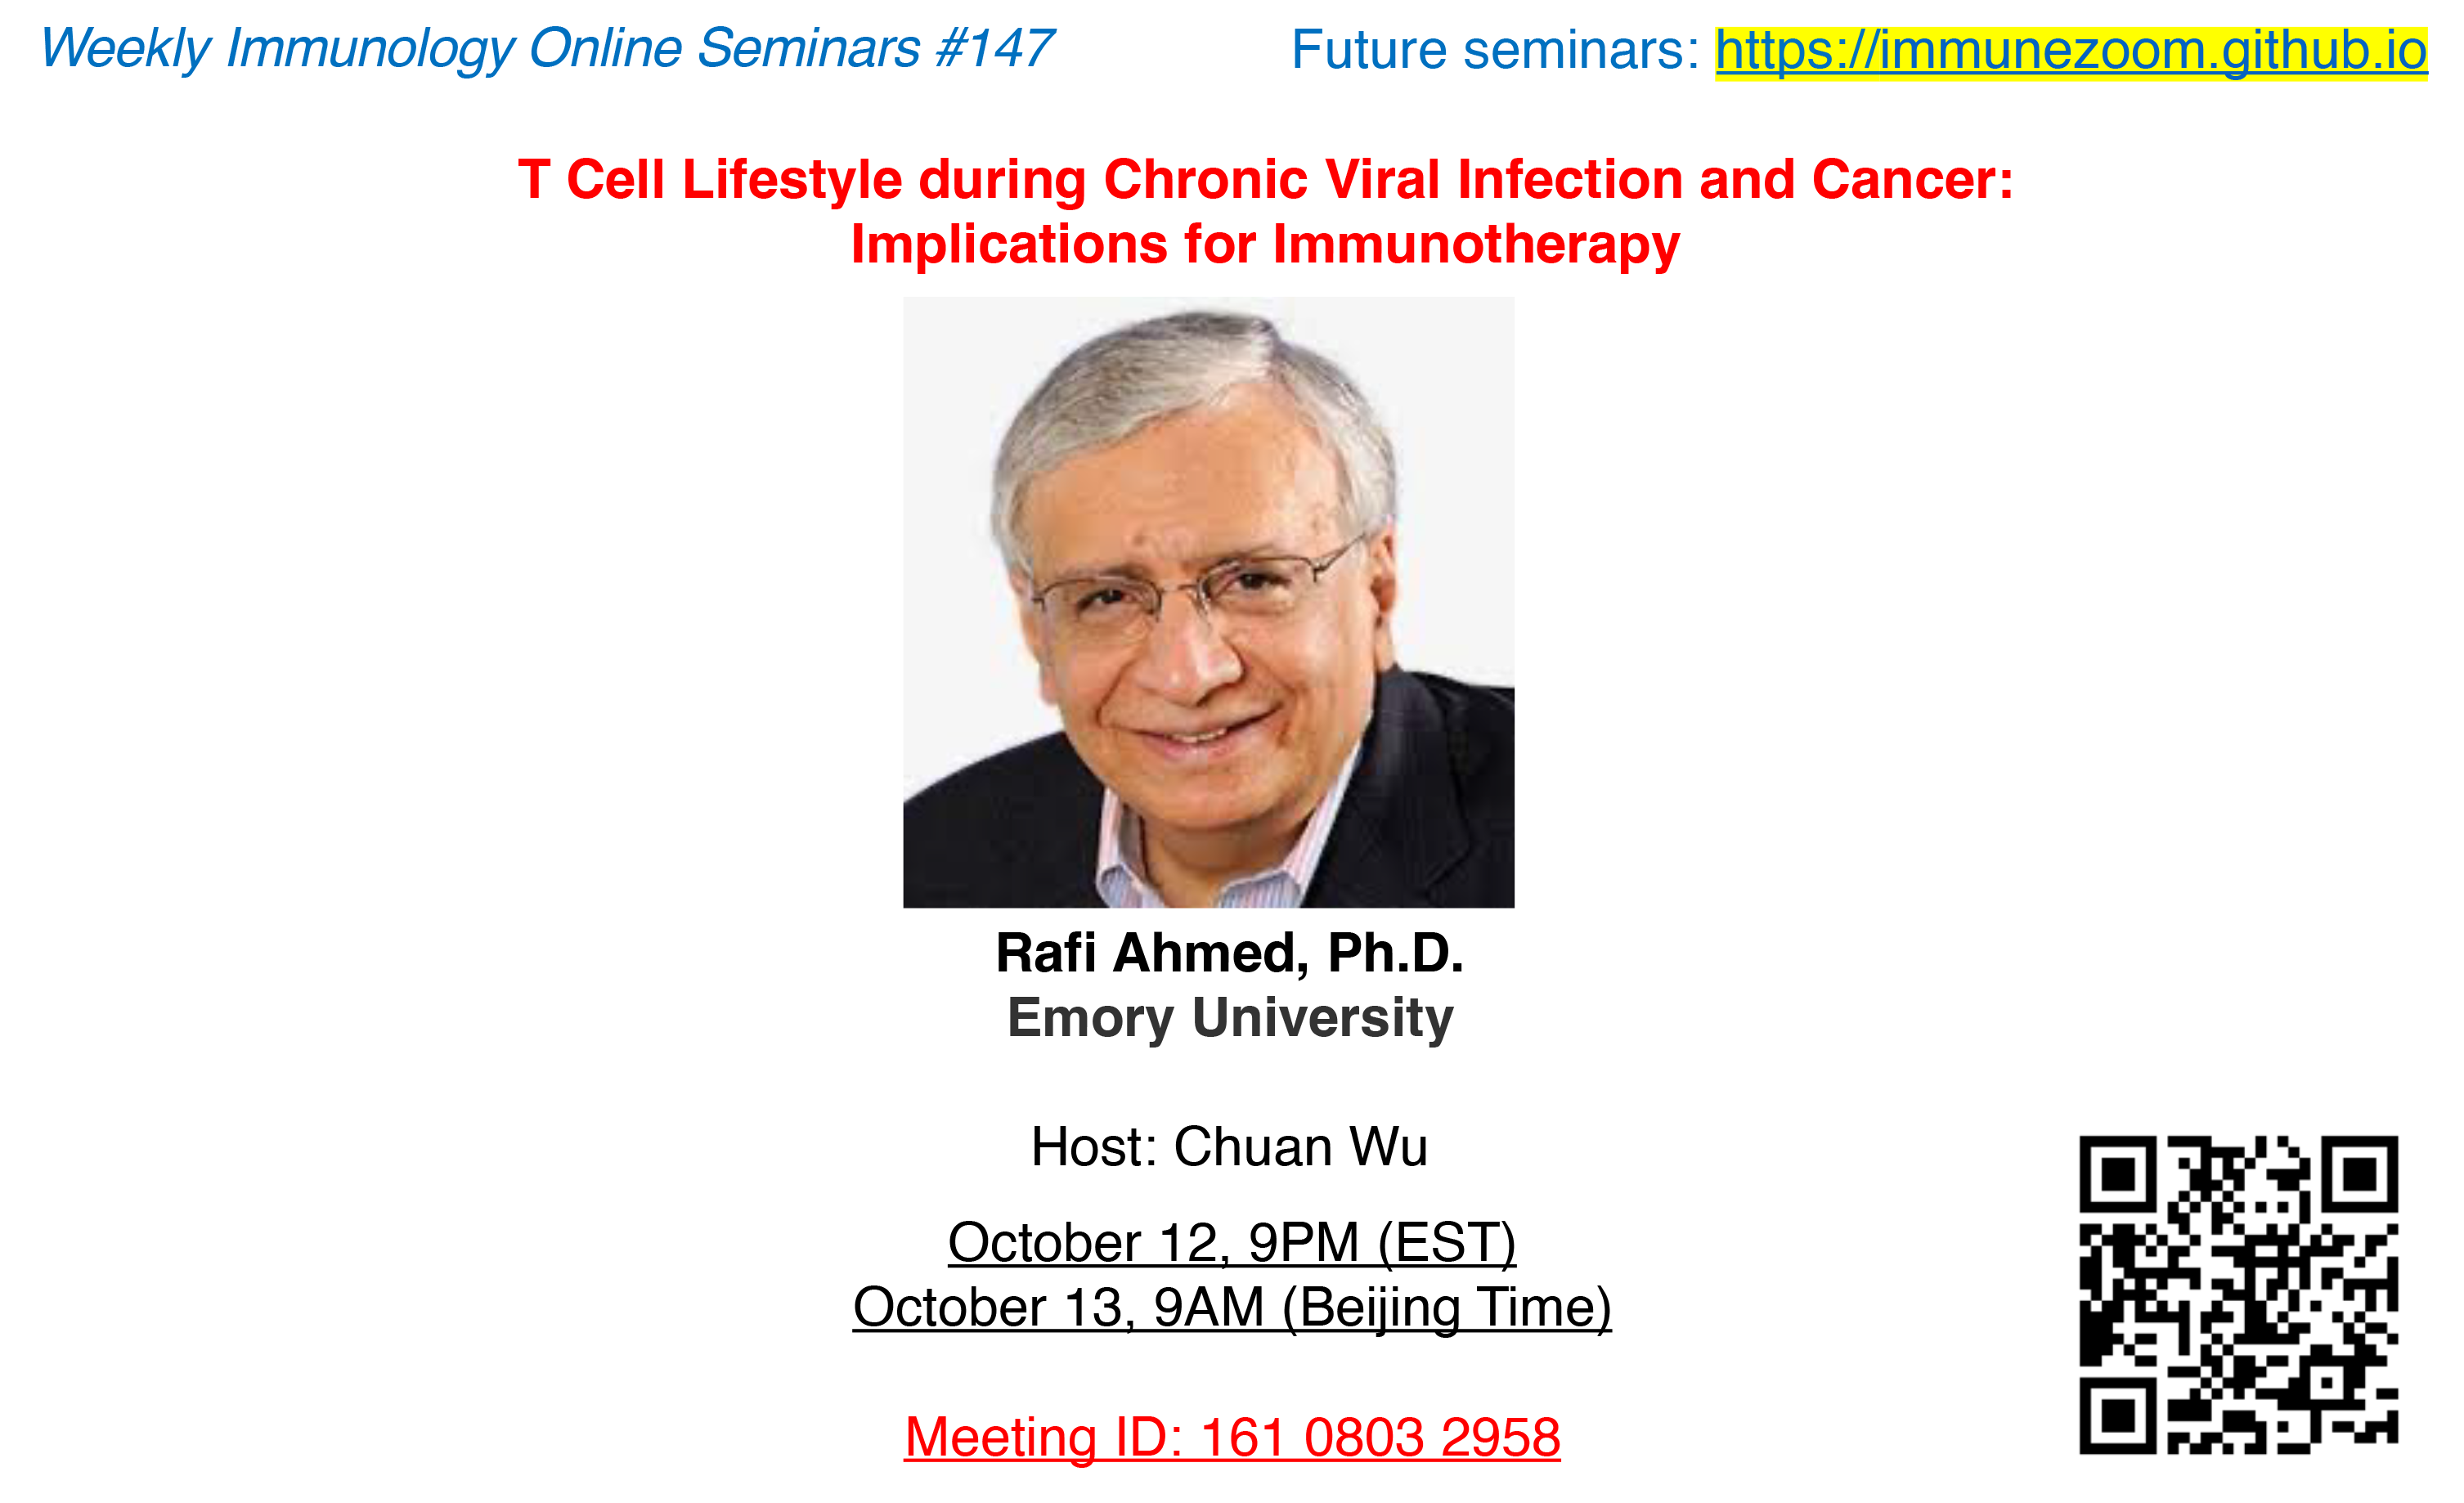 Weekly Immunology Online Seminars #147
Future seminars: https://immunezoom.github.io
T Cell Lifestyle during Chronic Viral Infection and Cancer:
Implications for Immunotherapy
Rafi Ahmed, Ph.D.
Emory University
Host: Chuan Wu
October 12, 9PM (EST)
October 13, 9AM (Beijing Time)
Meeting ID: 161 0803 2958